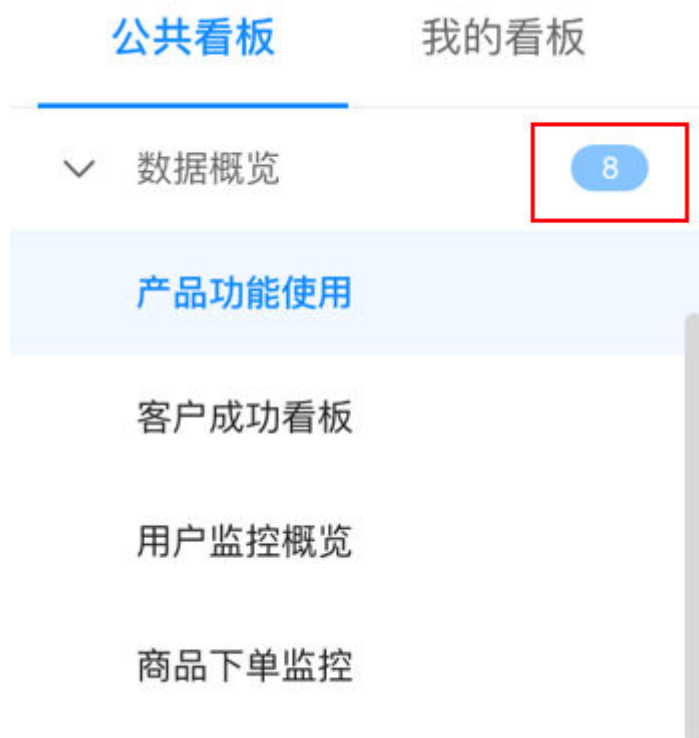 公共看板 我的看板
数据概览 8
产品功能使用
客户成功看板
用户监控概览
商品下单监控